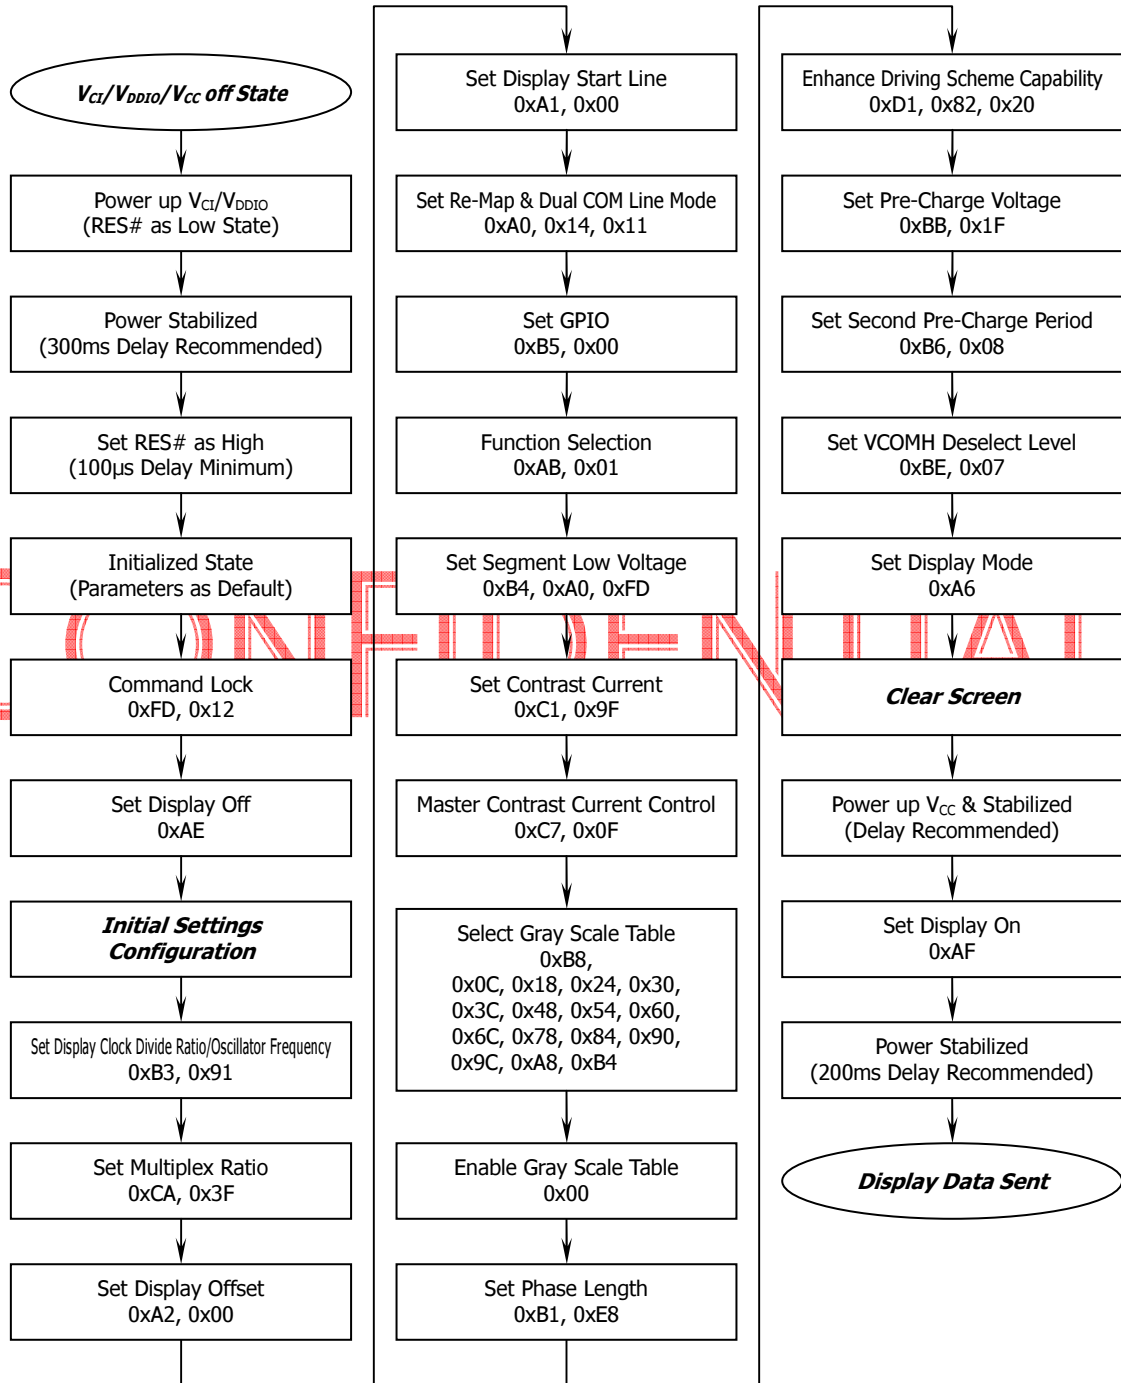 V_CI/V_DDIO/V_CC off State
Power up V_CI/V_DDIO
(RES# as Low State)
Power Stabilized
(300ms Delay Recommended)
Set RES# as High
(100µs Delay Minimum)
Initialized State
(Parameters as Default)
Command Lock
0xFD, 0x12
Set Display Off
0xAE
Initial Settings
Configuration
Set Display Clock Divide Ratio/Oscillator Frequency
0xB3, 0x91
Set Multiplex Ratio
0xCA, 0x3F
Set Display Offset
0xA2, 0x00
Set Display Start Line
0xA1, 0x00
Set Re-Map & Dual COM Line Mode
0xA0, 0x14, 0x11
Set GPIO
0xB5, 0x00
Function Selection
0xAB, 0x01
Set Segment Low Voltage
0xB4, 0xA0, 0xFD
Set Contrast Current
0xC1, 0x9F
Master Contrast Current Control
0xC7, 0x0F
Select Gray Scale Table
0xB8,
0x0C, 0x18, 0x24, 0x30,
0x3C, 0x48, 0x54, 0x60,
0x6C, 0x78, 0x84, 0x90,
0x9C, 0xA8, 0xB4
Enable Gray Scale Table
0x00
Set Phase Length
0xB1, 0xE8
Enhance Driving Scheme Capability
0xD1, 0x82, 0x20
Set Pre-Charge Voltage
0xBB, 0x1F
Set Second Pre-Charge Period
0xB6, 0x08
Set VCOMH Deselect Level
0xBE, 0x07
Set Display Mode
0xA6
Clear Screen
Power up V_CC & Stabilized
(Delay Recommended)
Set Display On
0xAF
Power Stabilized
(200ms Delay Recommended)
Display Data Sent
CONFIDENTIAL